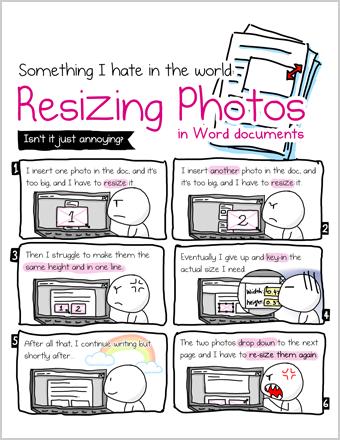 Something I hate in the world
Resizing Photos
in Word documents
Isn't it just annoying?
1
I insert one photo in the doc, and it's
too big, and I have to resize it.
I insert another photo in the doc, and
it's too big, and I have to resize it.
2
2
3
Then I struggle to make them the
same height and in one line.
1 2
Eventually I give up and key-in the
actual size I need.
Width:
height:
4
5
After all that, I continue writing but
shortly after...
The two photos drop down to the next
page and I have to re-size them again.
6